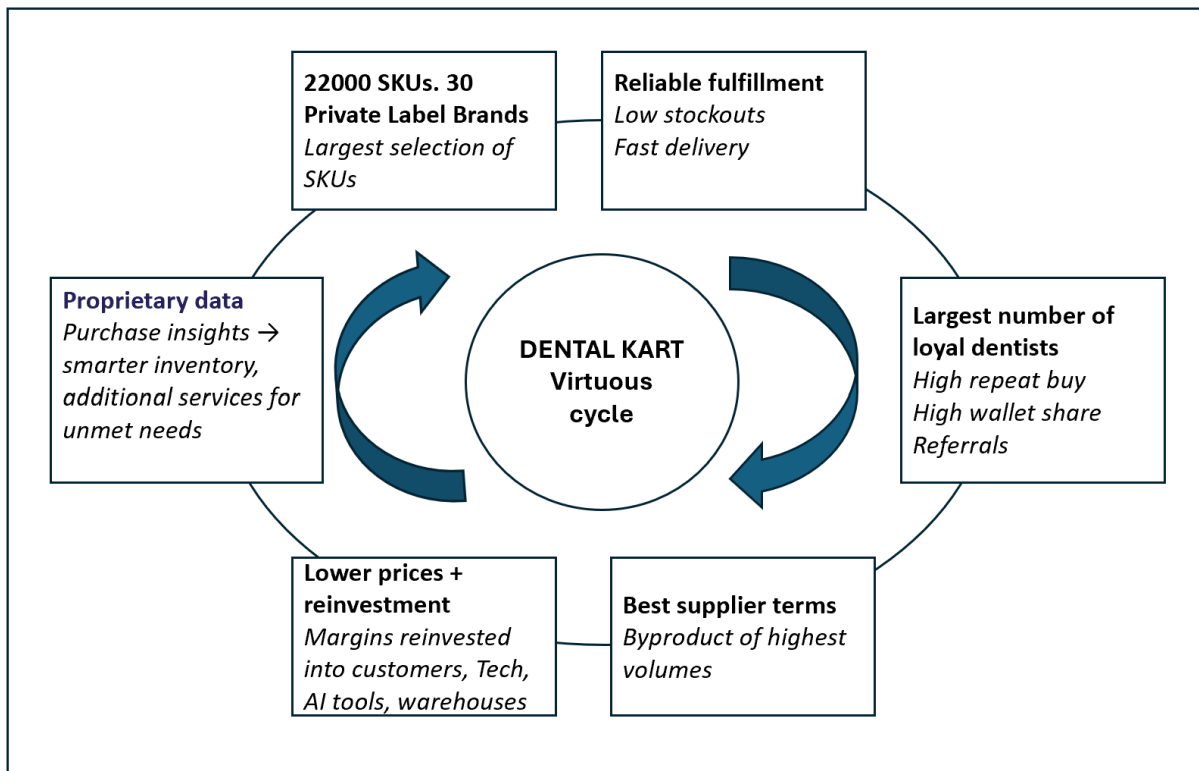 22000 SKUs. 30
Private Label Brands
Largest selection of
SKUs
Reliable fulfillment
Low stockouts
Fast delivery
Largest number of
loyal dentists
High repeat buy
High wallet share
Referrals
Best supplier terms
Byproduct of highest
volumes
Lower prices +
reinvestment
Margins reinvested
into customers, Tech,
AI tools, warehouses
Proprietary data
Purchase insights →
smarter inventory,
additional services for
unmet needs
DENTAL KART
Virtuous
cycle